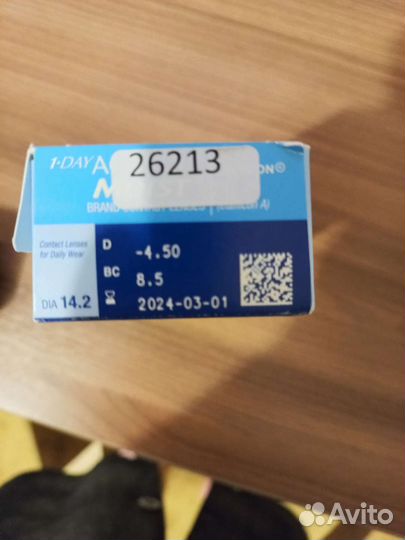 1·DAY A
26213
ON®
M
BRAND CONTACT LENSES (etafilcon A)
Contact Lenses
for Daily Wear
D -4.50
BC 8.5
2024-03-01
DIA 14.2
Avito